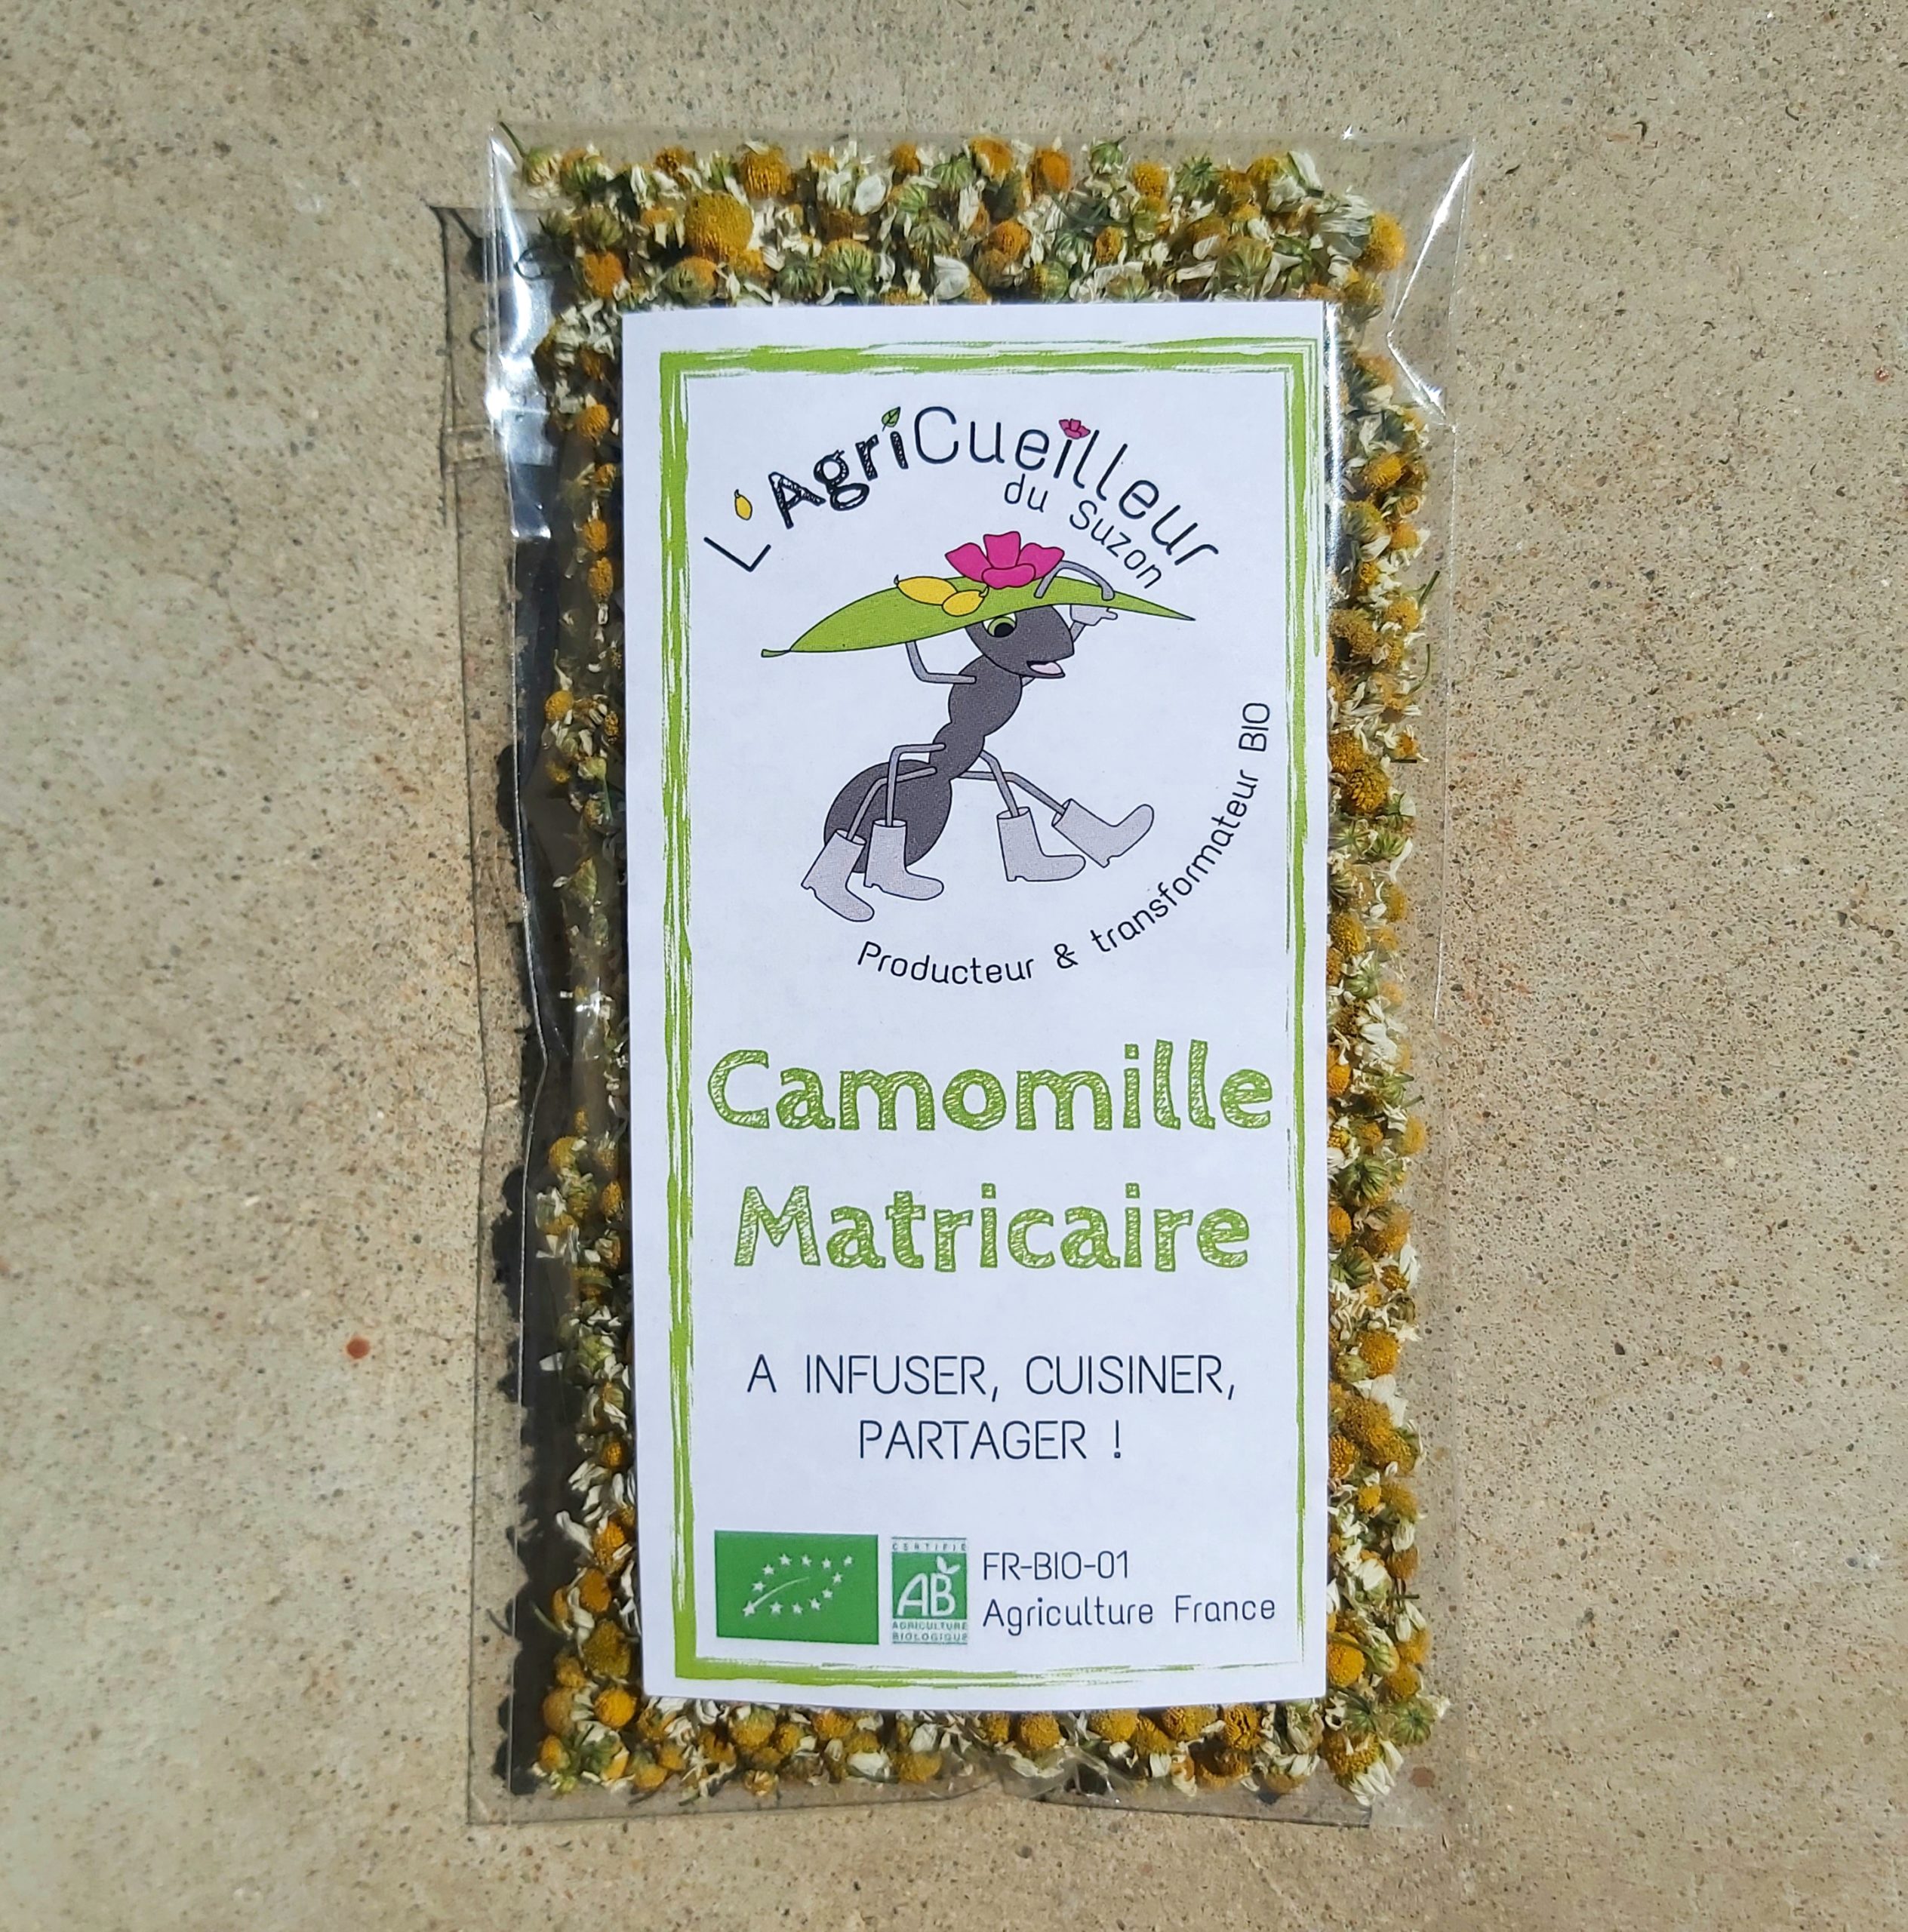 L'AgriCueilleur
du Suzon
Producteur & transformateur BIO
Camomille
Matricaire
A INFUSER, CUISINER,
PARTAGER !
CERTIFIÉ
AB
AGRICULTURE
BIOLOGIQUE
FR-BIO-01
Agriculture France